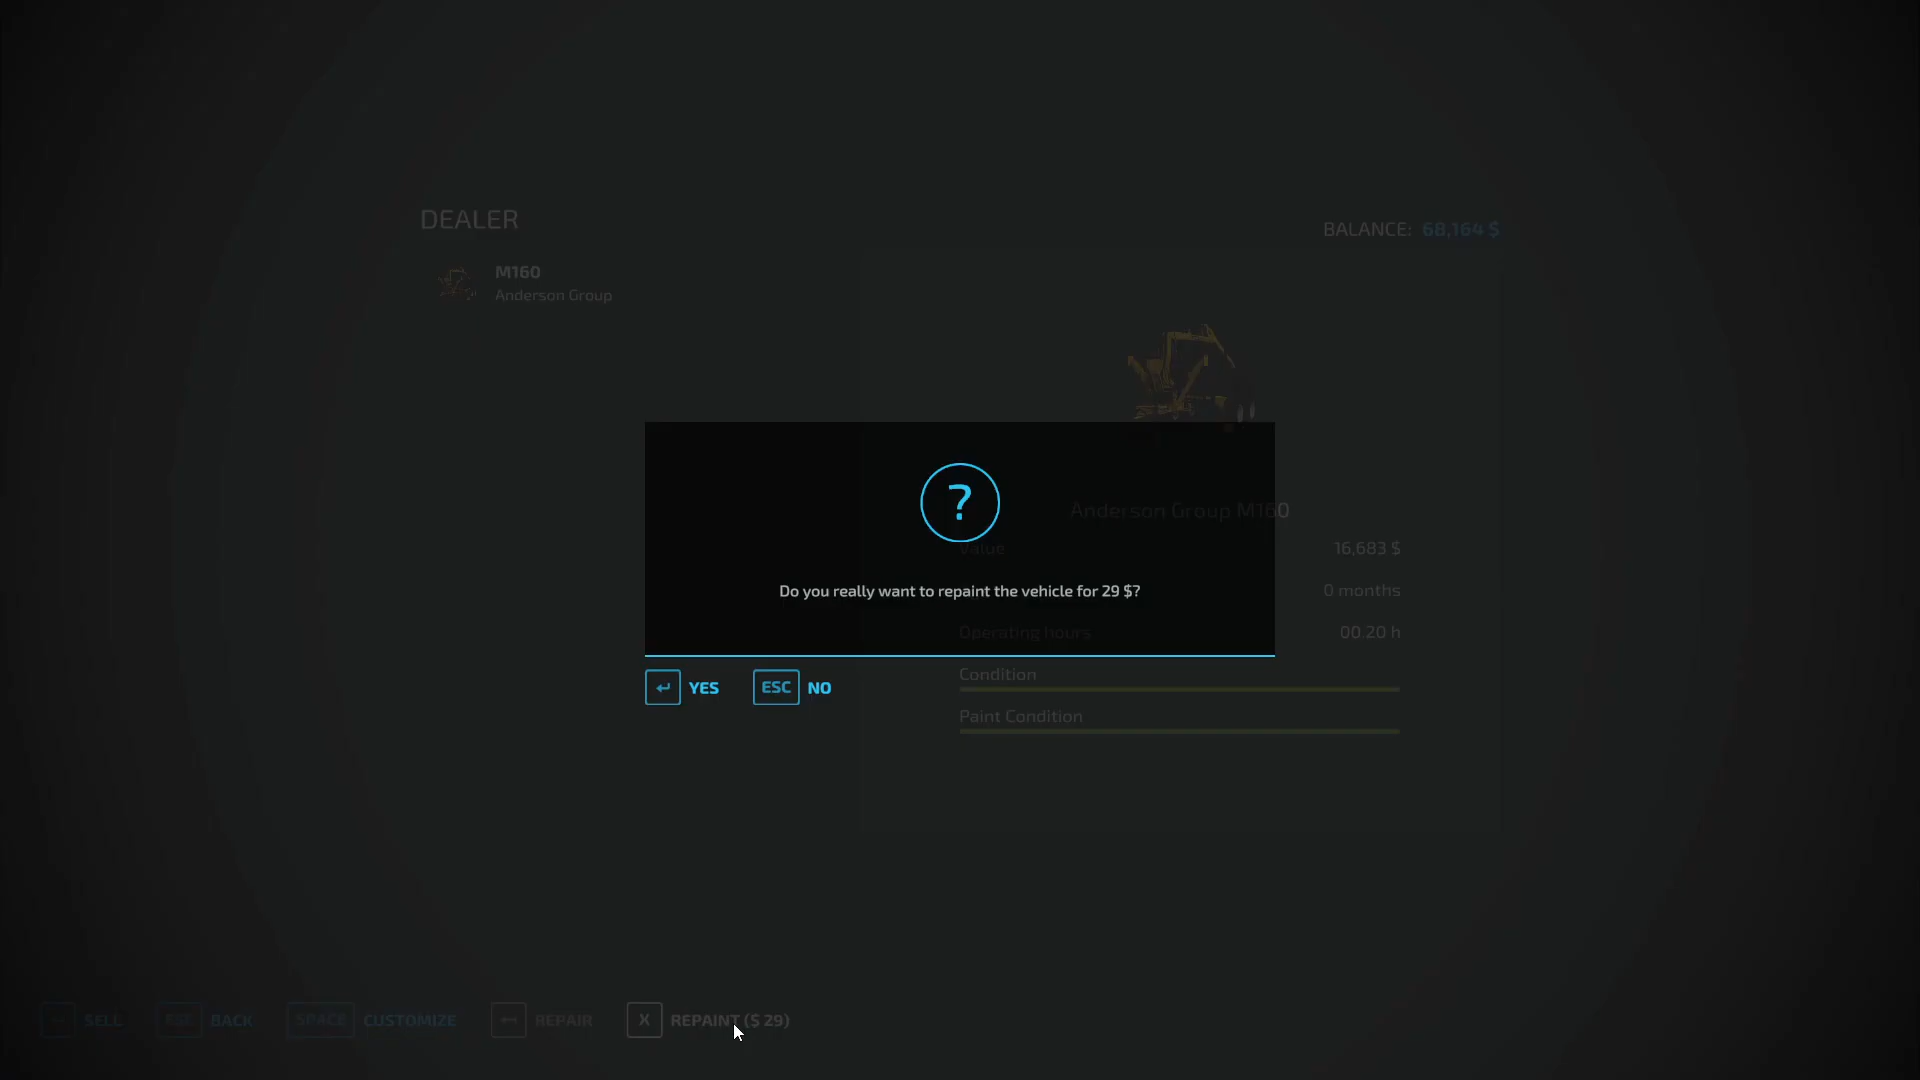 DEALER
BALANCE: 68,164 $
M160
Anderson Group
?
Anderson Group M160
Value 16,683 $
Do you really want to repaint the vehicle for 29 $?
0 months
Operating hours 00:20 h
Condition
YES ESC NO
Paint Condition
SELL ESC BACK SPACE CUSTOMIZE REPAIR X REPAINT ($ 29)